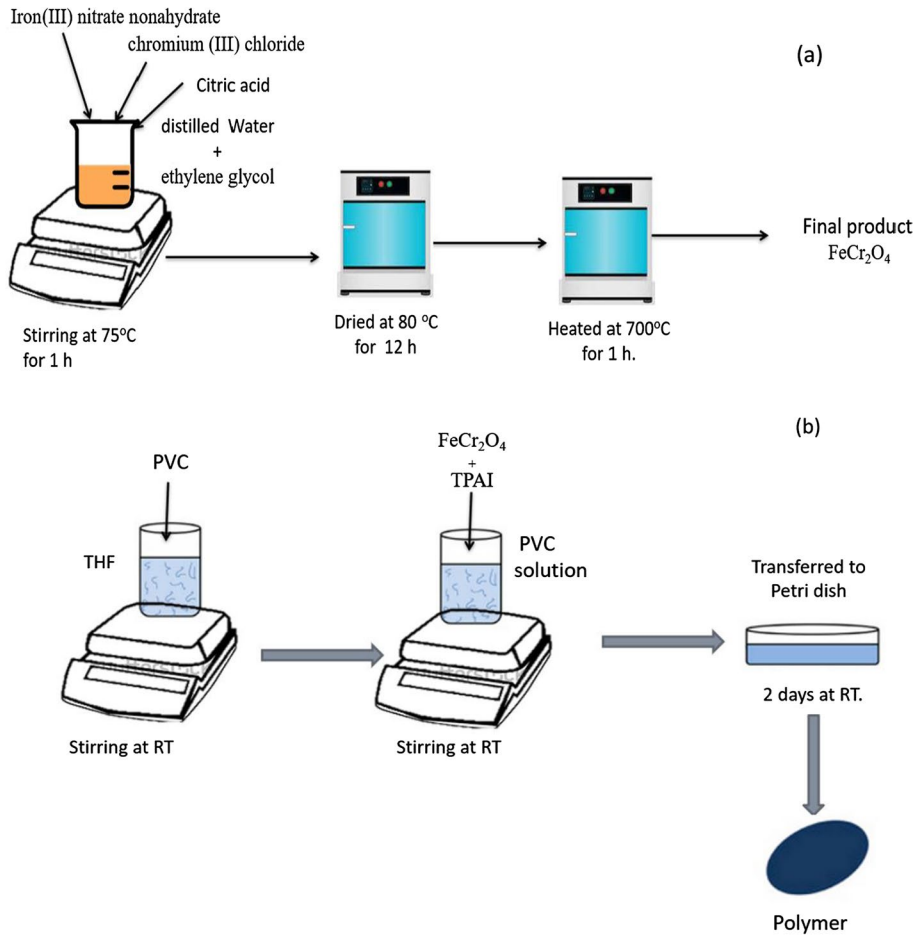 Iron(III) nitrate nonahydrate
chromium (III) chloride
(a)
Citric acid
distilled Water
+
ethylene glycol
Stirring at 75°C
for 1 h
Dried at 80 °C
for 12 h
Heated at 700°C
for 1 h.
Final product
FeCr₂O₄
(b)
PVC
THF
Stirring at RT
FeCr₂O₄
+
TPAI
PVC
solution
Stirring at RT
Transferred to
Petri dish
2 days at RT.
Polymer